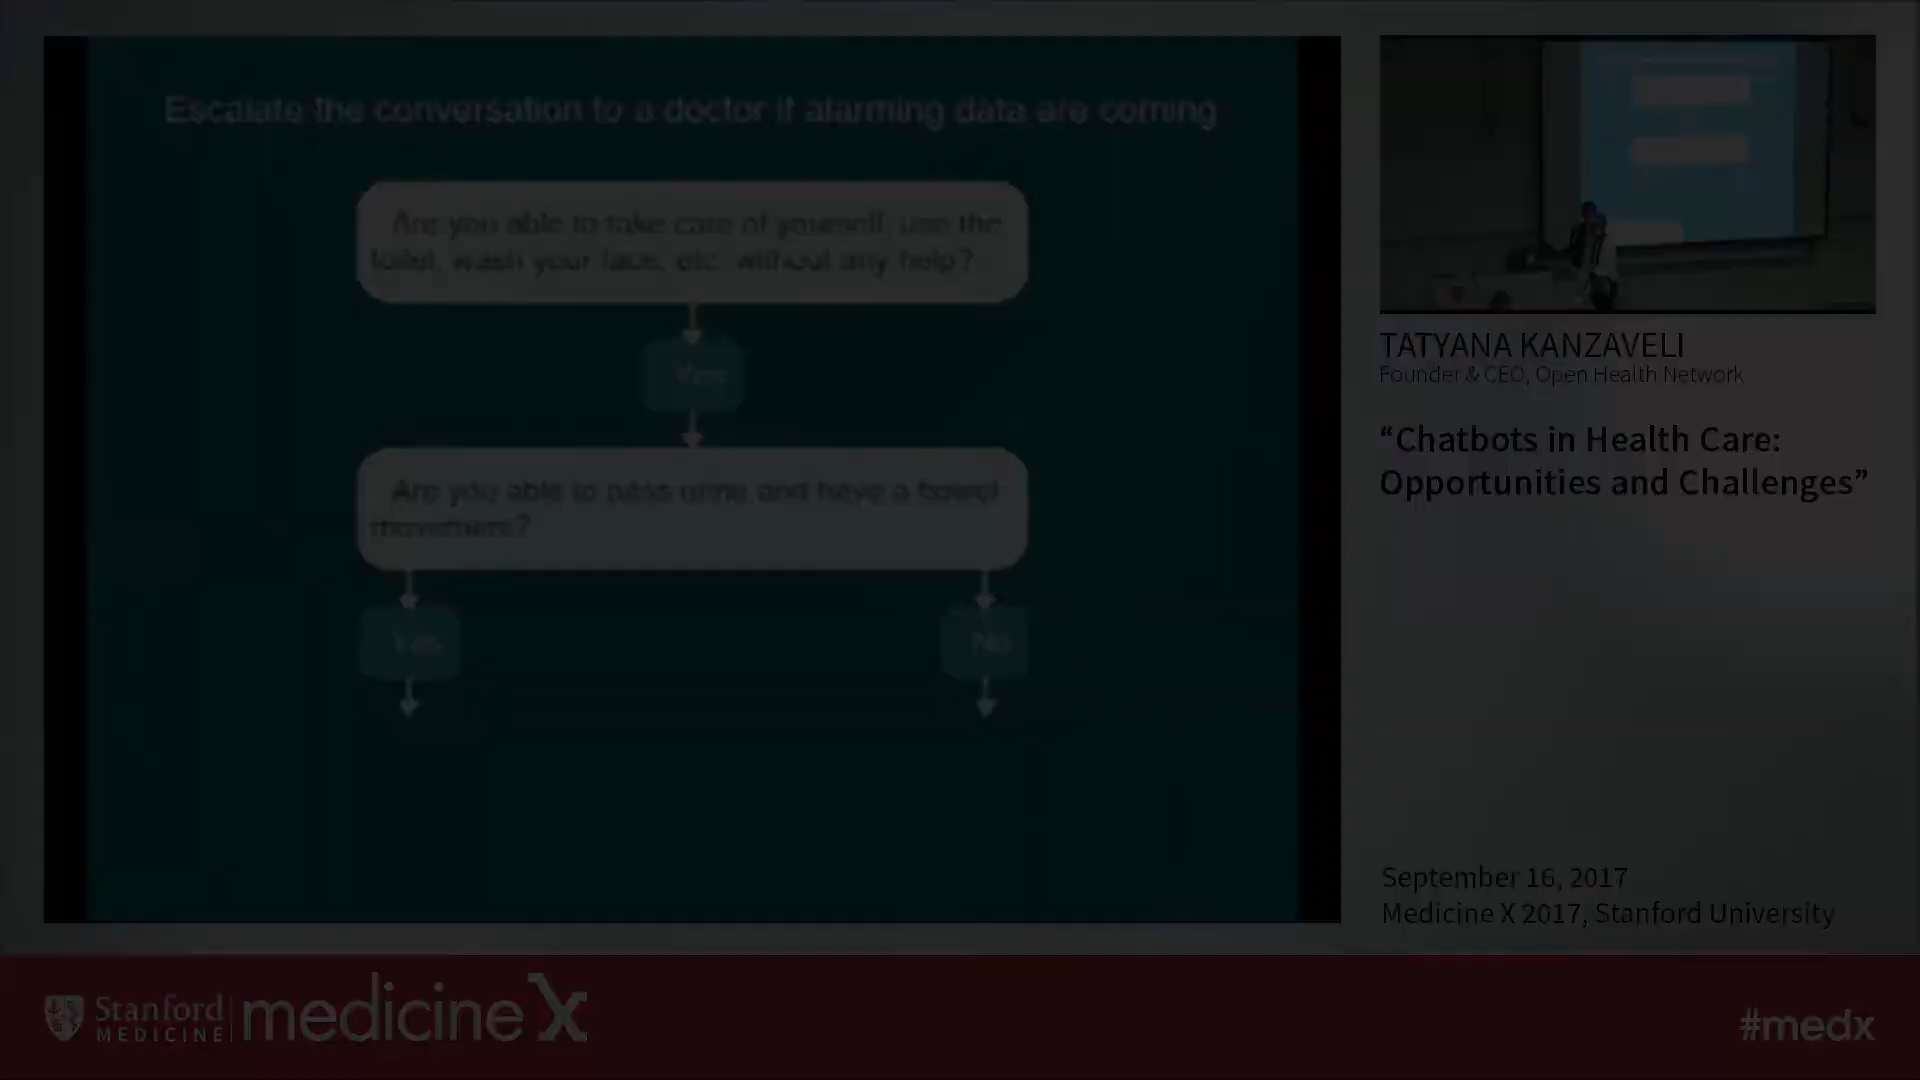 Escalate the conversation to a doctor if alarming data are coming
Are you able to take care of yourself, use the
toilet, wash your face, etc. without any help?
Yes
Are you able to pass urine and have a bowel
movement?
Yes
No
TATYANA KANZAVELI
Founder & CEO, Open Health Network
“Chatbots in Health Care:
Opportunities and Challenges”
September 16, 2017
Medicine X 2017, Stanford University
Stanford
MEDICINE
medicine X
#medx